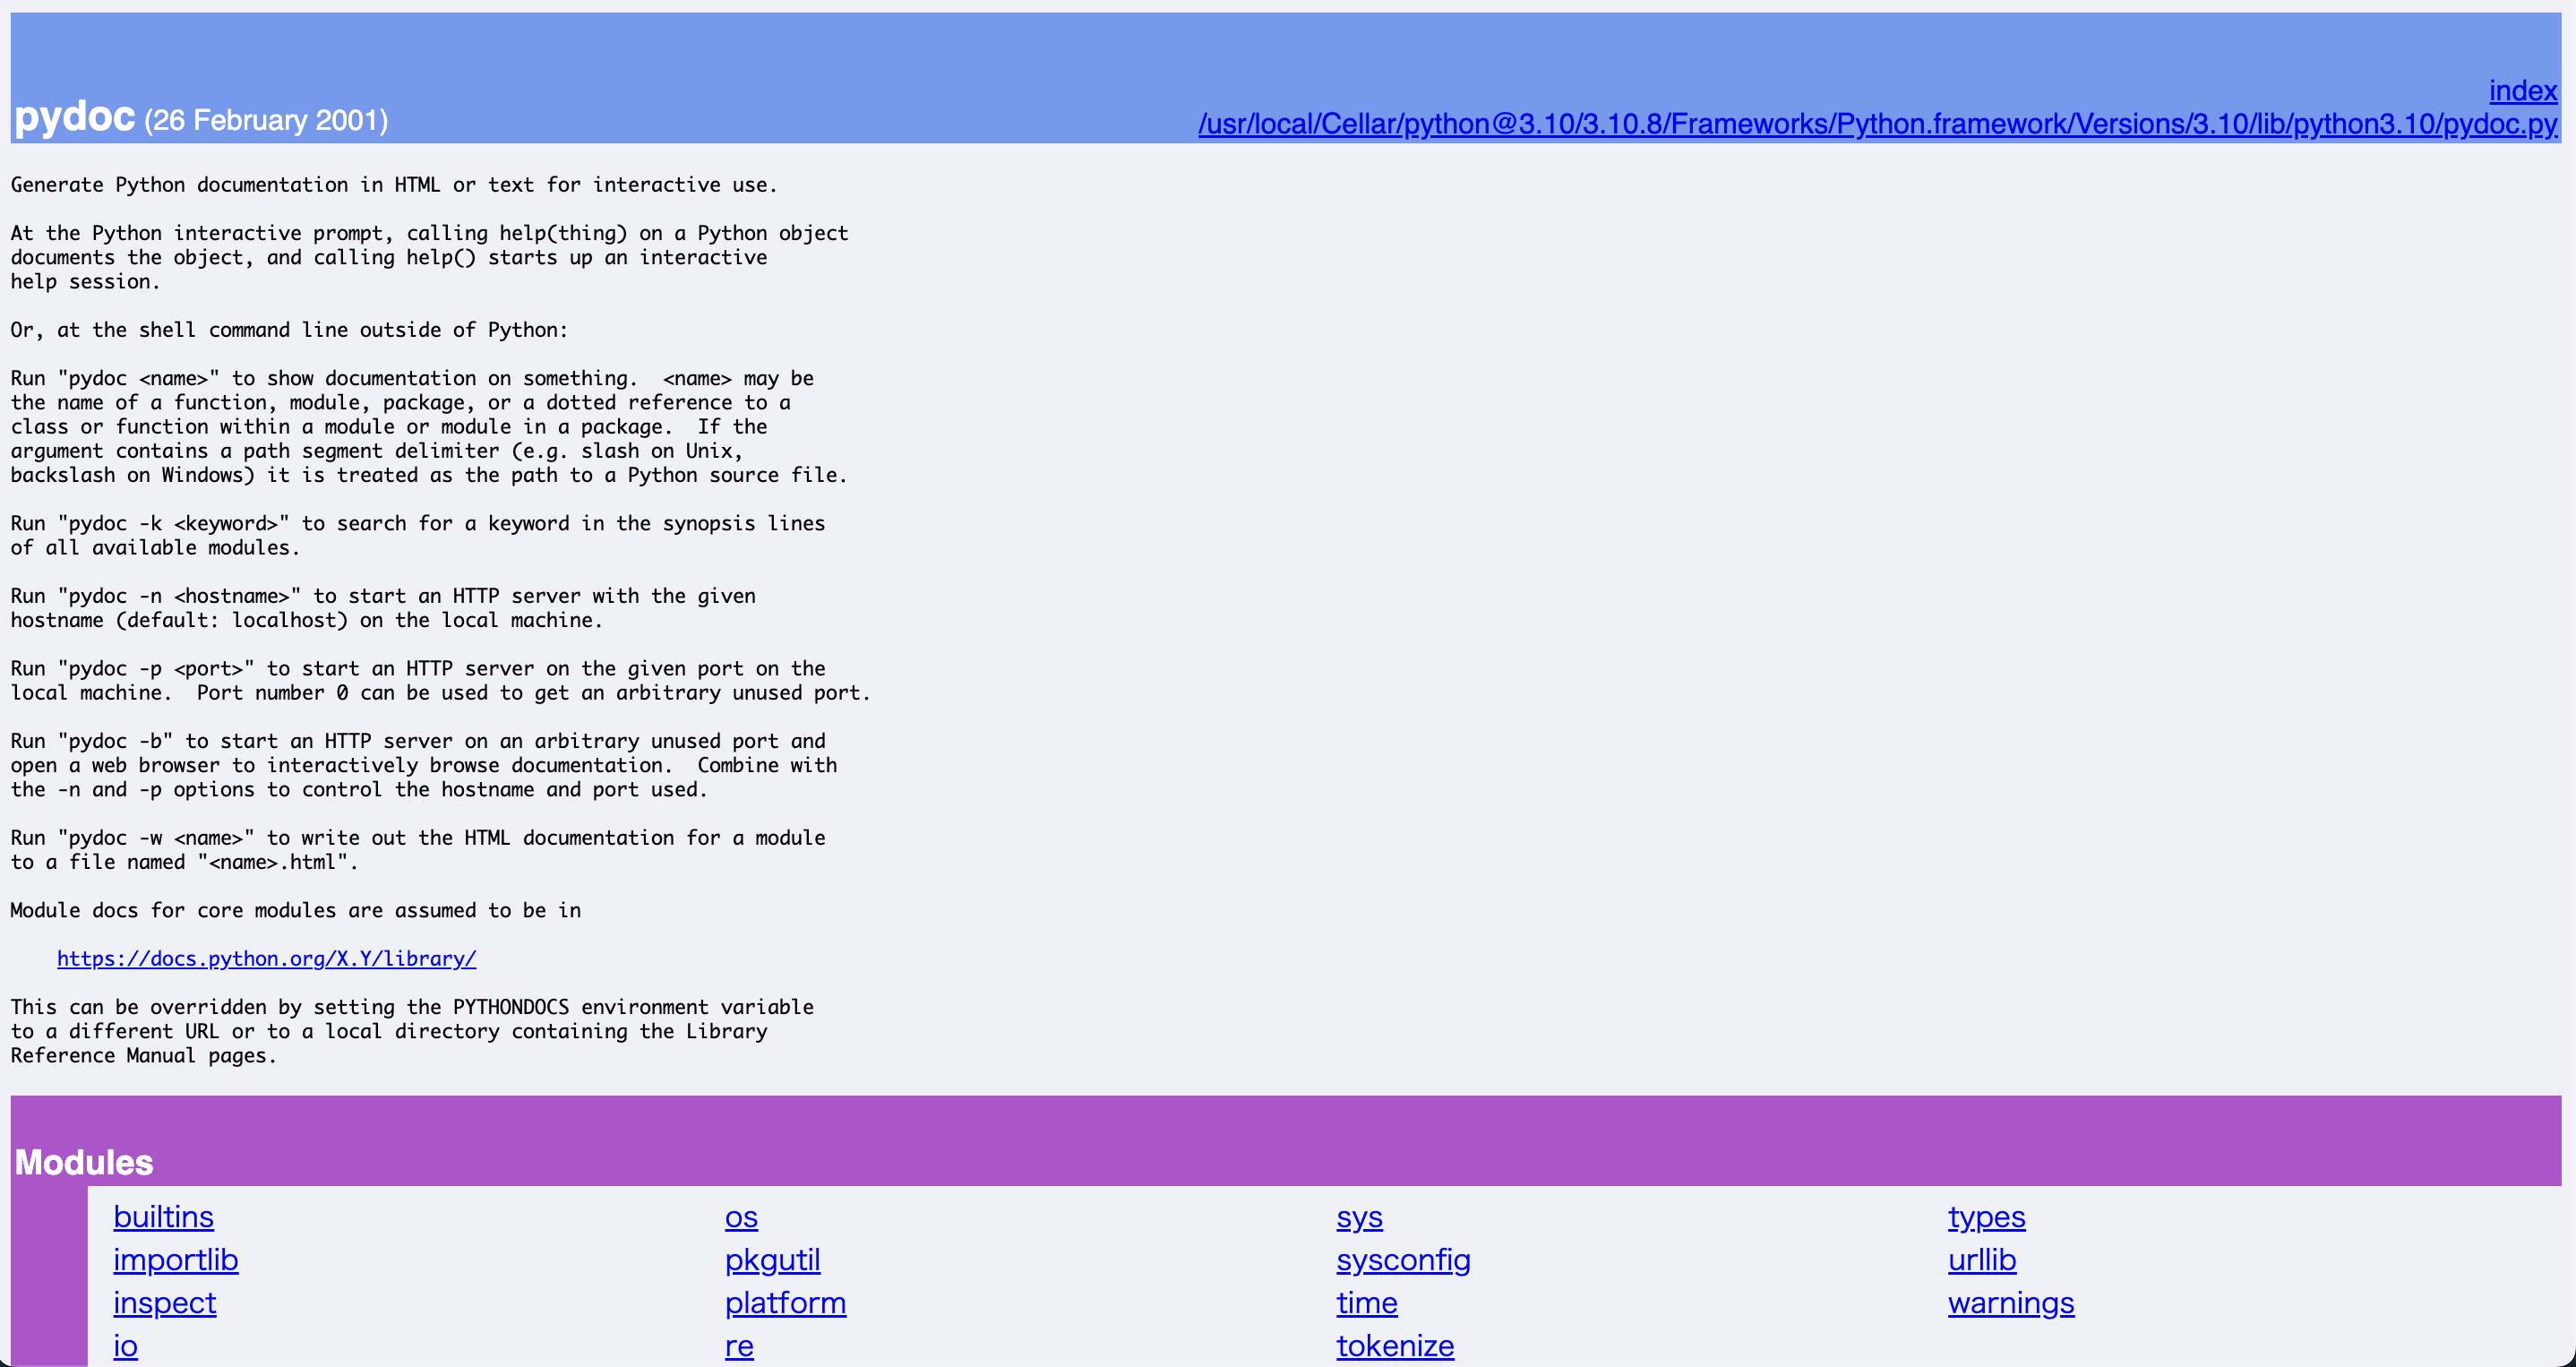 index
pydoc (26 February 2001)
/usr/local/Cellar/python@3.10/3.10.8/Frameworks/Python.framework/Versions/3.10/lib/python3.10/pydoc.py
Generate Python documentation in HTML or text for interactive use.
At the Python interactive prompt, calling help(thing) on a Python object
documents the object, and calling help() starts up an interactive
help session.
Or, at the shell command line outside of Python:
Run "pydoc <name>" to show documentation on something.  <name> may be
the name of a function, module, package, or a dotted reference to a
class or function within a module or module in a package.  If the
argument contains a path segment delimiter (e.g. slash on Unix,
backslash on Windows) it is treated as the path to a Python source file.
Run "pydoc -k <keyword>" to search for a keyword in the synopsis lines
of all available modules.
Run "pydoc -n <hostname>" to start an HTTP server with the given
hostname (default: localhost) on the local machine.
Run "pydoc -p <port>" to start an HTTP server on the given port on the
local machine.  Port number 0 can be used to get an arbitrary unused port.
Run "pydoc -b" to start an HTTP server on an arbitrary unused port and
open a web browser to interactively browse documentation.  Combine with
the -n and -p options to control the hostname and port used.
Run "pydoc -w <name>" to write out the HTML documentation for a module
to a file named "<name>.html".
Module docs for core modules are assumed to be in
https://docs.python.org/X.Y/library/
This can be overridden by setting the PYTHONDOCS environment variable
to a different URL or to a local directory containing the Library
Reference Manual pages.
Modules
builtins os sys types
importlib pkgutil sysconfig urllib
inspect platform time warnings
io re tokenize